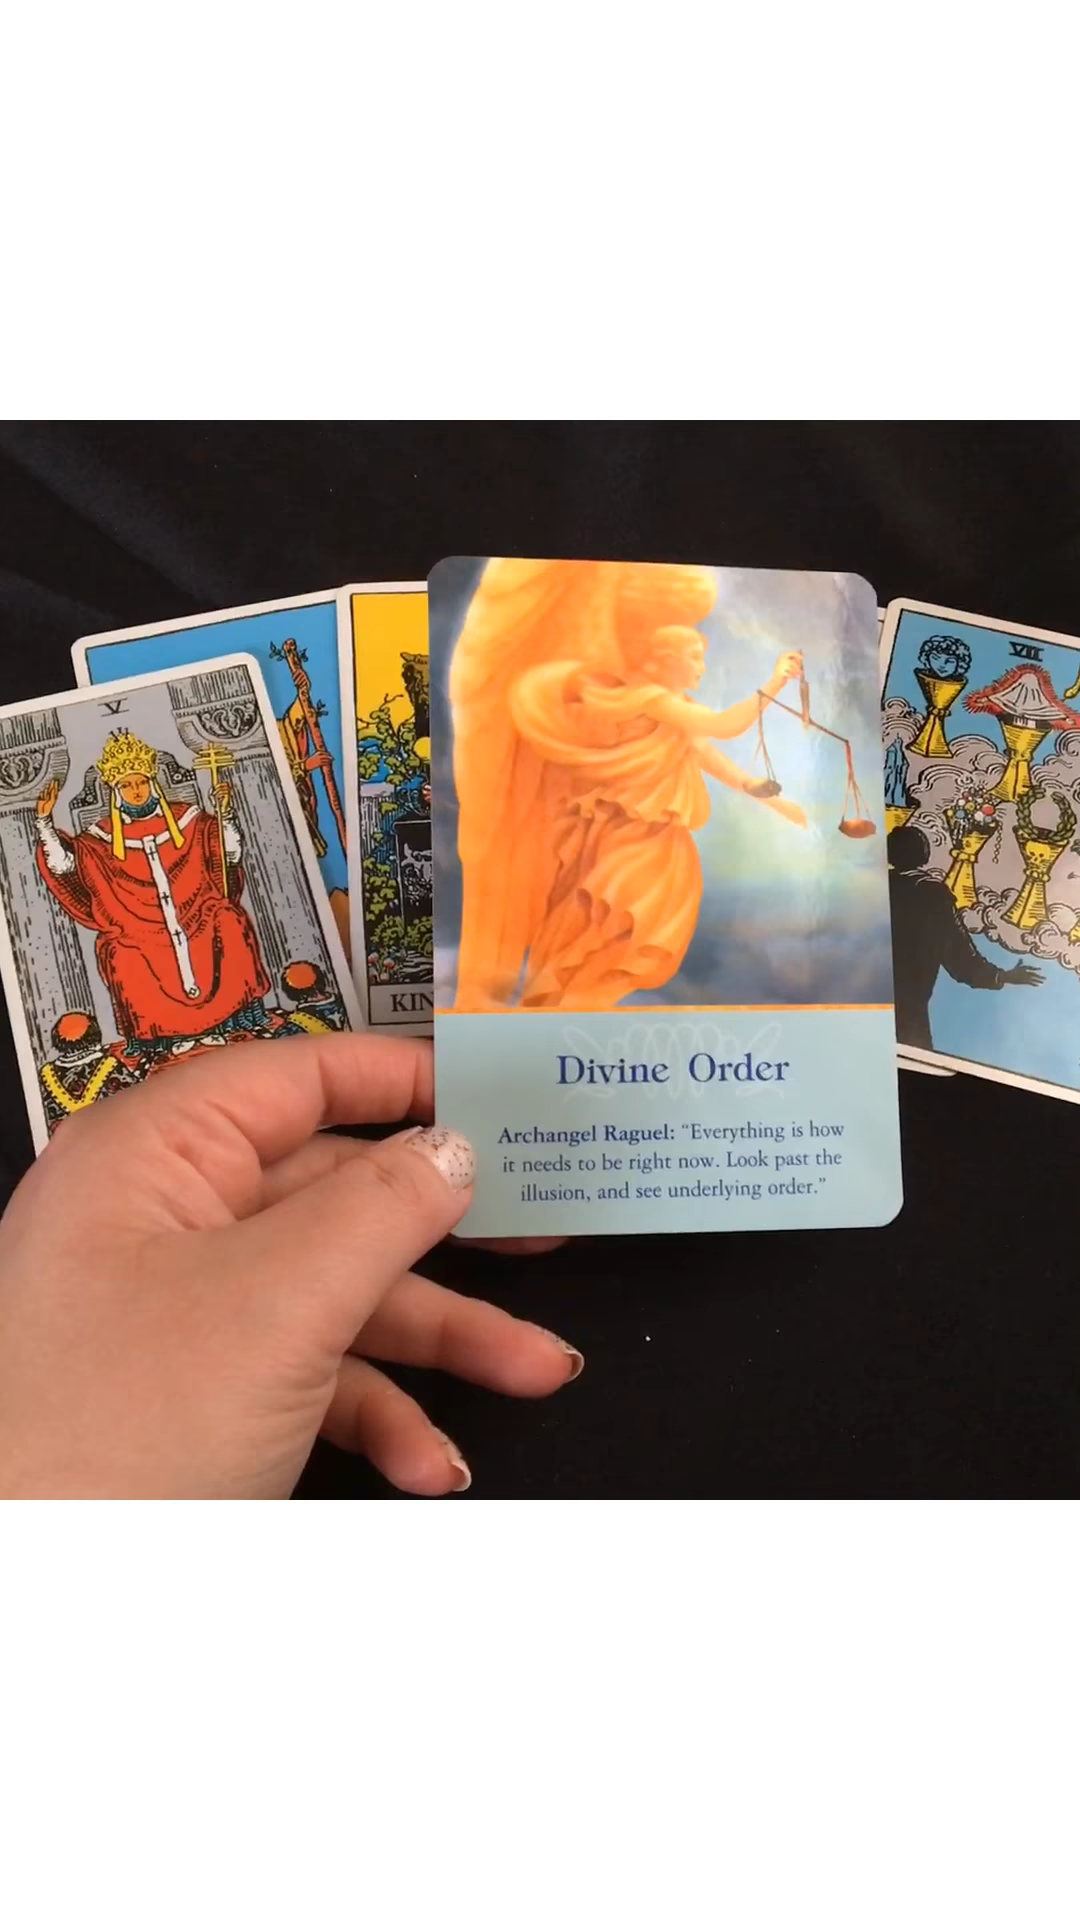 V
VII
KIN
Divine Order
Archangel Raguel: “Everything is how
it needs to be right now. Look past the
illusion, and see underlying order.”